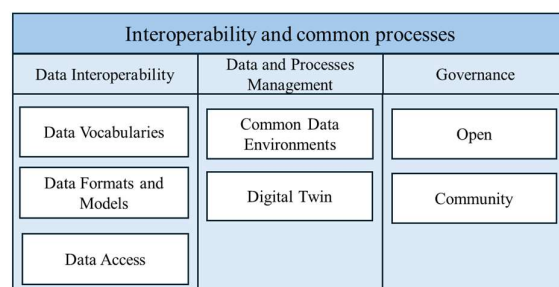 Interoperability and common processes
Data Interoperability
Data and Processes
Management
Governance
Data Vocabularies
Common Data
Environments
Open
Data Formats and
Models
Digital Twin
Community
Data Access